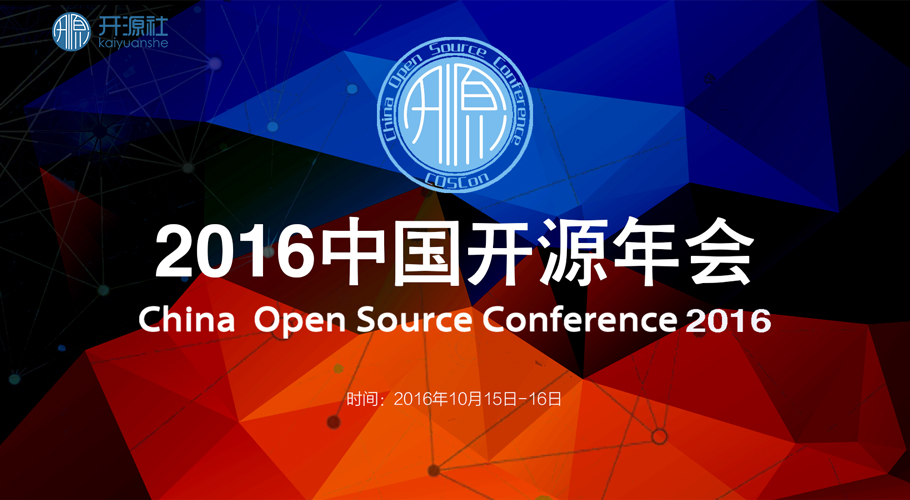 开源社
kaiyuanshe
China Open Source Conference
开源
COSCon
2016中国开源年会
China Open Source Conference 2016
时间：2016年10月15日-16日